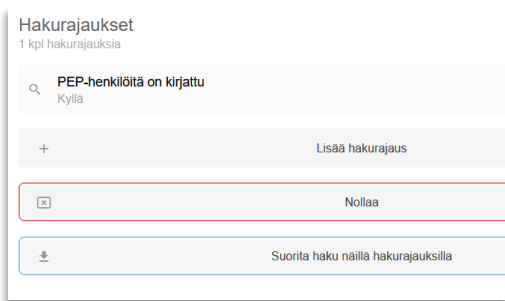 Hakurajaukset
1 kpl hakurajauksia
PEP-henkilöitä on kirjattu
Kyllä
Lisää hakurajaus
Nollaa
Suorita haku näillä hakurajauksilla